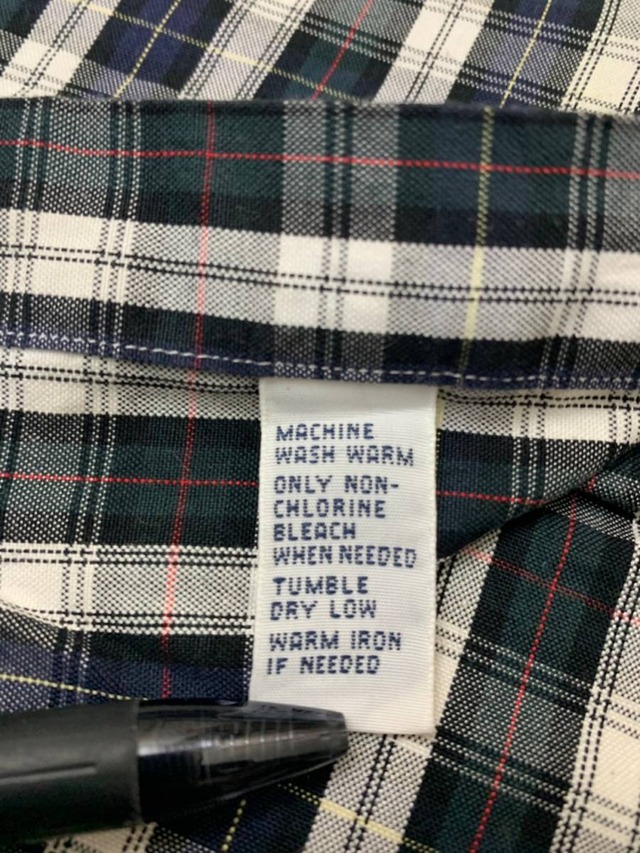 MACHINE
WASH WARM
ONLY NON-
CHLORINE
BLEACH
WHEN NEEDED
TUMBLE
DRY LOW
WARM IRON
IF NEEDED